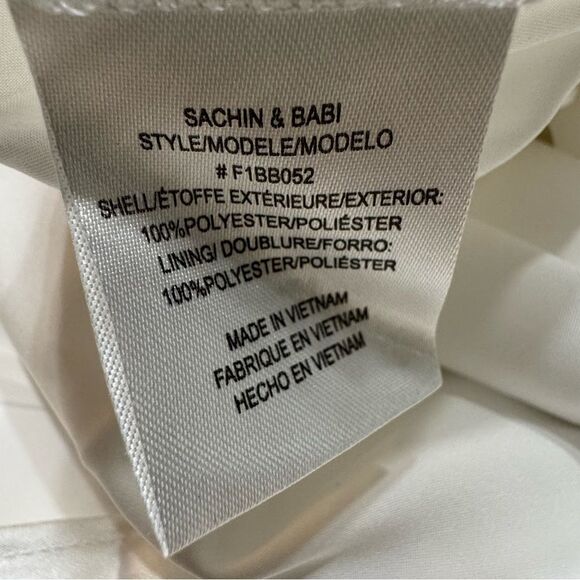 SACHIN & BABI
STYLE/MODELE/MODELO
# F1BB052
SHELL/ÉTOFFE EXTÉRIEURE/EXTERIOR:
100%POLYESTER/POLIÉSTER
LINING/ DOUBLURE/FORRO:
100%POLYESTER/POLIÉSTER
MADE IN VIETNAM
FABRIQUE EN VIETNAM
HECHO EN VIETNAM